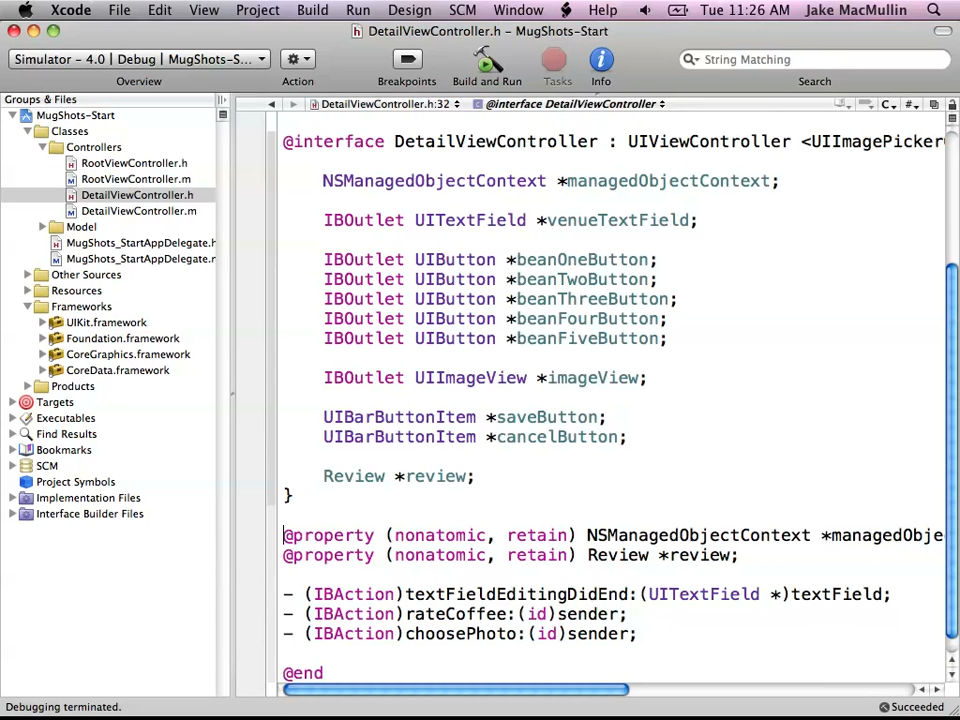 Xcode File Edit View Project Build Run Design SCM Window Help Tue 11:26 AM Jake MacMullin
DetailViewController.h - MugShots-Start
Simulator - 4.0 | Debug | MugShots-S...
String Matching
Overview Action Breakpoints Build and Run Tasks Info Search
Groups & Files
DetailViewController.h:32 @interface DetailViewController C #
MugShots-Start
Classes
Controllers
RootViewController.h
RootViewController.m
DetailViewController.h
DetailViewController.m
Model
MugShots_StartAppDelegate.h
MugShots_StartAppDelegate.m
Other Sources
Resources
Frameworks
UIKit.framework
Foundation.framework
CoreGraphics.framework
CoreData.framework
Products
Targets
Executables
Find Results
Bookmarks
SCM
Project Symbols
Implementation Files
Interface Builder Files
@interface DetailViewController : UIViewController <UIImagePicker
NSManagedObjectContext *managedObjectContext;
IBOutlet UITextField *venueTextField;
IBOutlet UIButton *beanOneButton;
IBOutlet UIButton *beanTwoButton;
IBOutlet UIButton *beanThreeButton;
IBOutlet UIButton *beanFourButton;
IBOutlet UIButton *beanFiveButton;
IBOutlet UIImageView *imageView;
UIBarButtonItem *saveButton;
UIBarButtonItem *cancelButton;
Review *review;
}
@property (nonatomic, retain) NSManagedObjectContext *managedObje
@property (nonatomic, retain) Review *review;
- (IBAction)textFieldEditingDidEnd:(UITextField *)textField;
- (IBAction)rateCoffee:(id)sender;
- (IBAction)choosePhoto:(id)sender;
@end
Debugging terminated. Succeeded